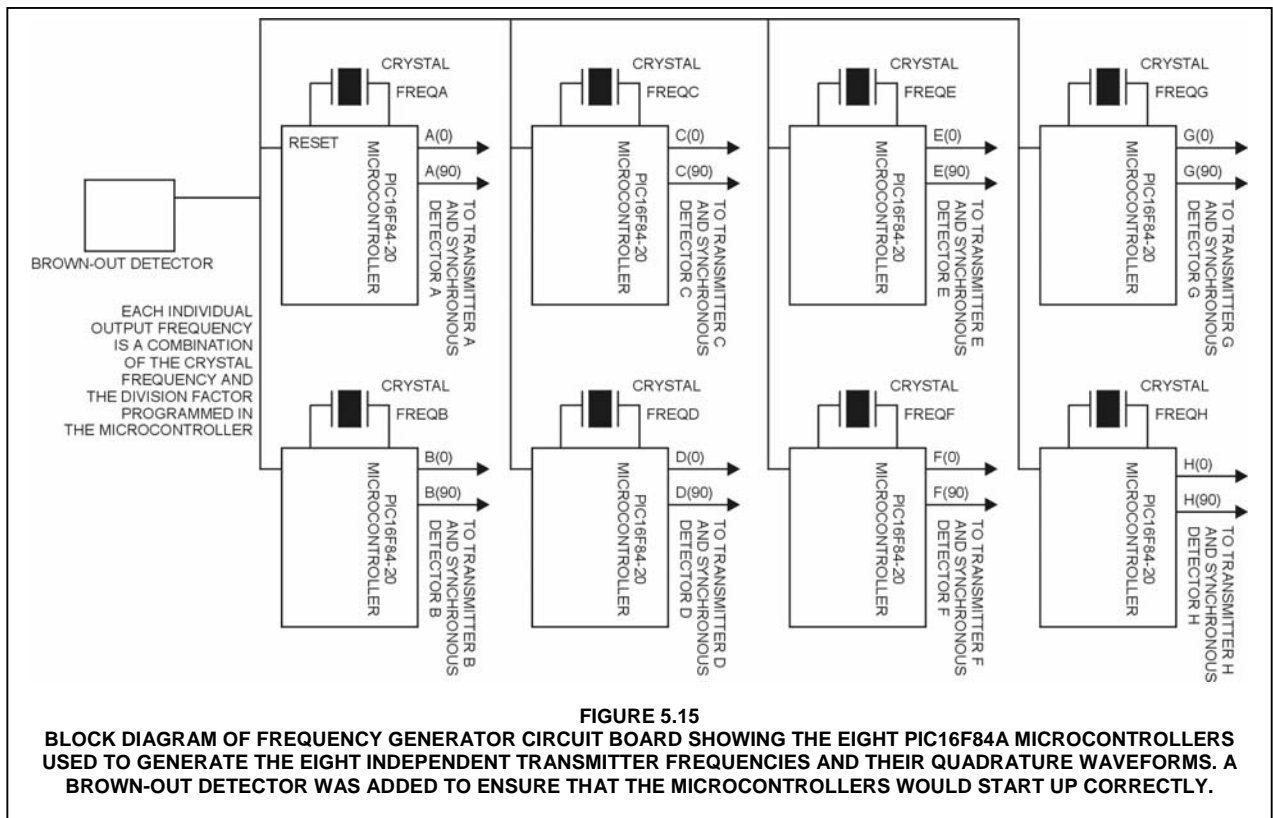 CRYSTAL
FREQA
RESET
PIC16F84-20
MICROCONTROLLER
A(0)
A(90)
TO TRANSMITTER A
AND SYNCHRONOUS
DETECTOR A
CRYSTAL
FREQC
PIC16F84-20
MICROCONTROLLER
C(0)
C(90)
TO TRANSMITTER C
AND SYNCHRONOUS
DETECTOR C
CRYSTAL
FREQE
PIC16F84-20
MICROCONTROLLER
E(0)
E(90)
TO TRANSMITTER E
AND SYNCHRONOUS
DETECTOR E
CRYSTAL
FREQG
PIC16F84-20
MICROCONTROLLER
G(0)
G(90)
TO TRANSMITTER G
AND SYNCHRONOUS
DETECTOR G
BROWN-OUT DETECTOR
EACH INDIVIDUAL
OUTPUT FREQUENCY
IS A COMBINATION
OF THE CRYSTAL
FREQUENCY AND
THE DIVISION FACTOR
PROGRAMMED IN
THE MICROCONTROLLER
CRYSTAL
FREQB
PIC16F84-20
MICROCONTROLLER
B(0)
B(90)
TO TRANSMITTER B
AND SYNCHRONOUS
DETECTOR B
CRYSTAL
FREQD
PIC16F84-20
MICROCONTROLLER
D(0)
D(90)
TO TRANSMITTER D
AND SYNCHRONOUS
DETECTOR D
CRYSTAL
FREQF
PIC16F84-20
MICROCONTROLLER
F(0)
F(90)
TO TRANSMITTER F
AND SYNCHRONOUS
DETECTOR F
CRYSTAL
FREQH
PIC16F84-20
MICROCONTROLLER
H(0)
H(90)
TO TRANSMITTER H
AND SYNCHRONOUS
DETECTOR H
FIGURE 5.15
BLOCK DIAGRAM OF FREQUENCY GENERATOR CIRCUIT BOARD SHOWING THE EIGHT PIC16F84A MICROCONTROLLERS
USED TO GENERATE THE EIGHT INDEPENDENT TRANSMITTER FREQUENCIES AND THEIR QUADRATURE WAVEFORMS. A
BROWN-OUT DETECTOR WAS ADDED TO ENSURE THAT THE MICROCONTROLLERS WOULD START UP CORRECTLY.